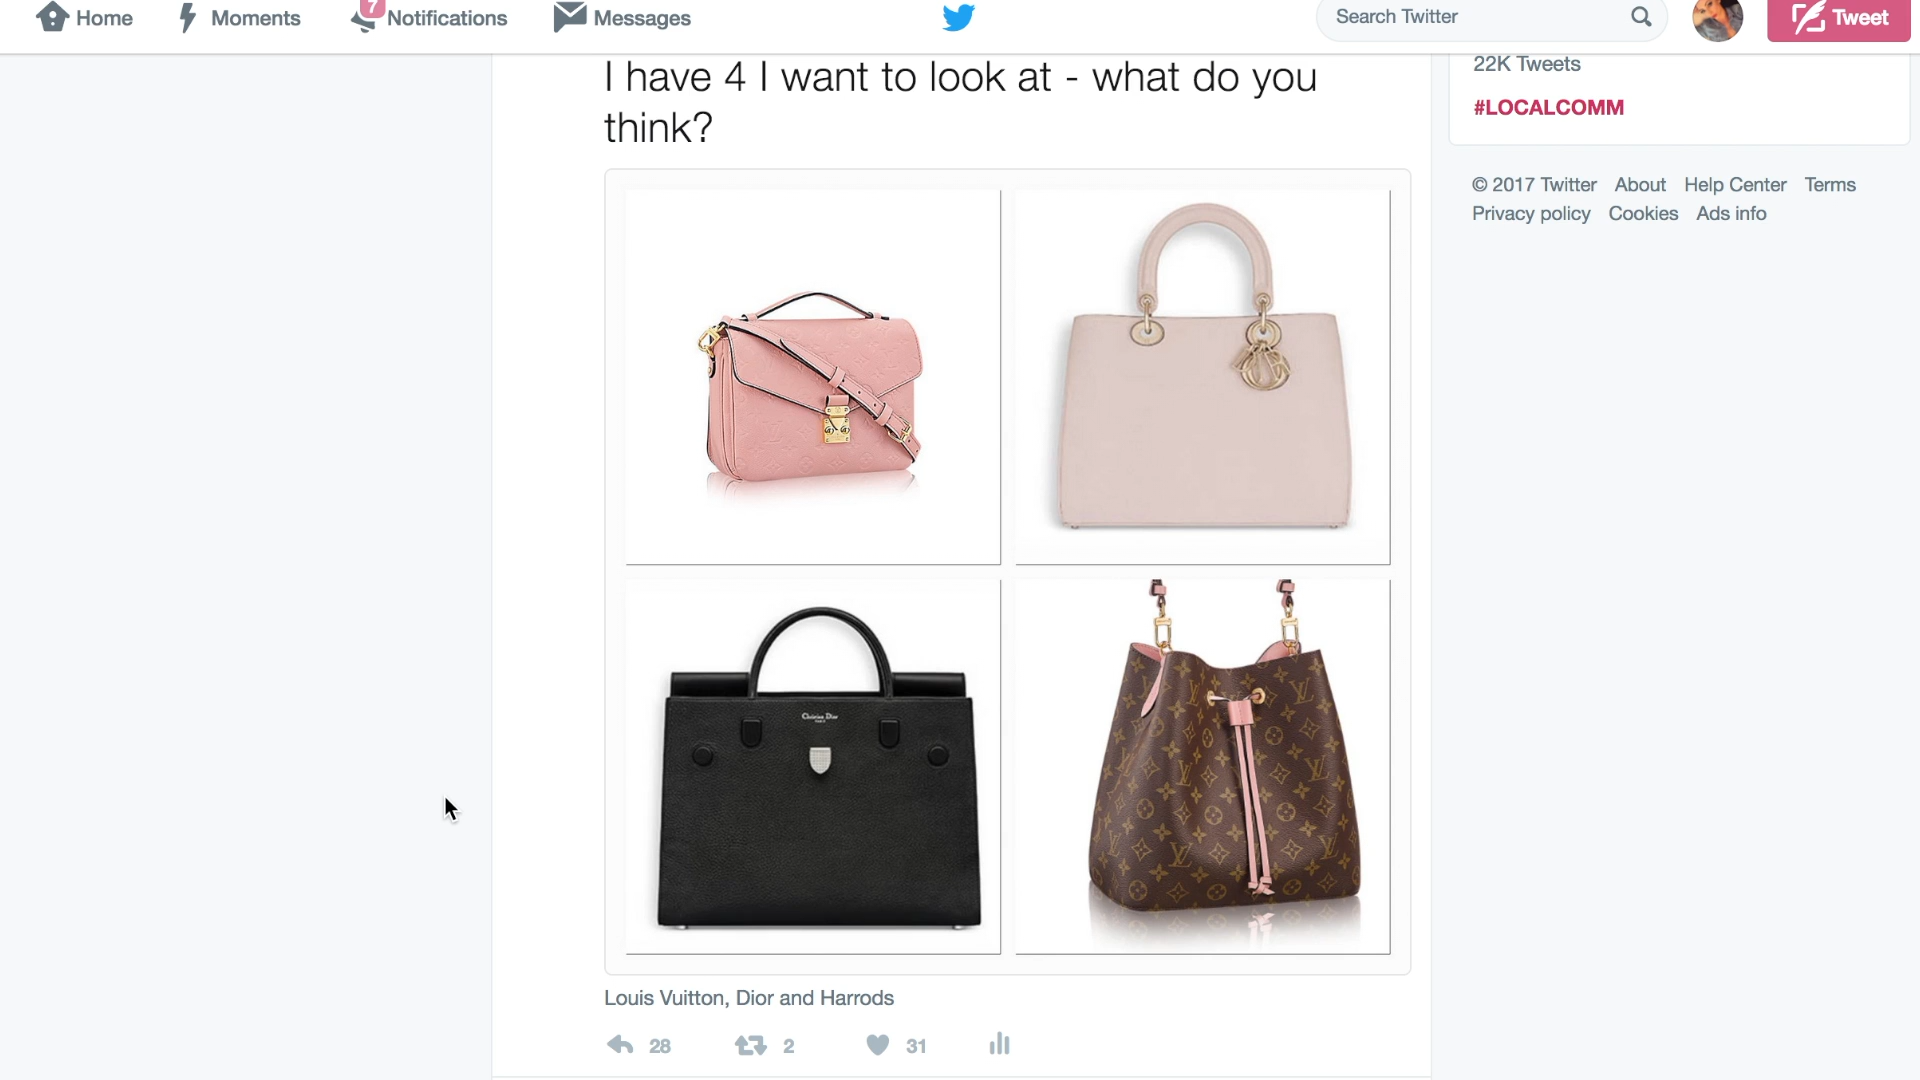 Home
Moments
7
Notifications
Messages
Search Twitter
Tweet
I have 4 I want to look at - what do you
think?
22K Tweets
#LOCALCOMM
© 2017 Twitter About Help Center Terms
Privacy policy Cookies Ads info
Christian Dior
Louis Vuitton, Dior and Harrods
28
2
31